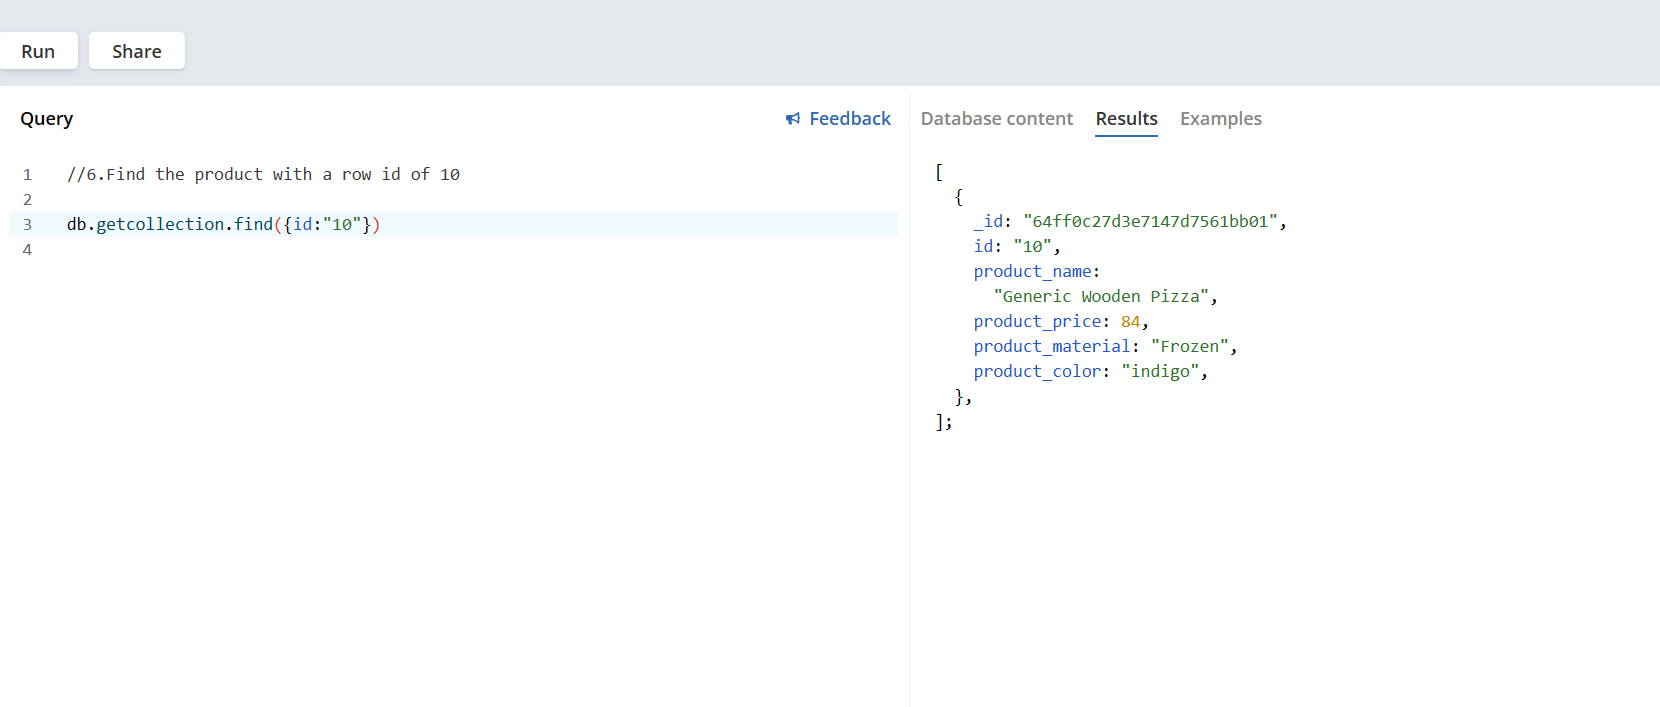 Run Share
Query Feedback
1 //6.Find the product with a row id of 10
2
3 db.getcollection.find({id:"10"})
4
Database content Results Examples
[
{
_id: "64ff0c27d3e7147d7561bb01",
id: "10",
product_name:
"Generic Wooden Pizza",
product_price: 84,
product_material: "Frozen",
product_color: "indigo",
},
];